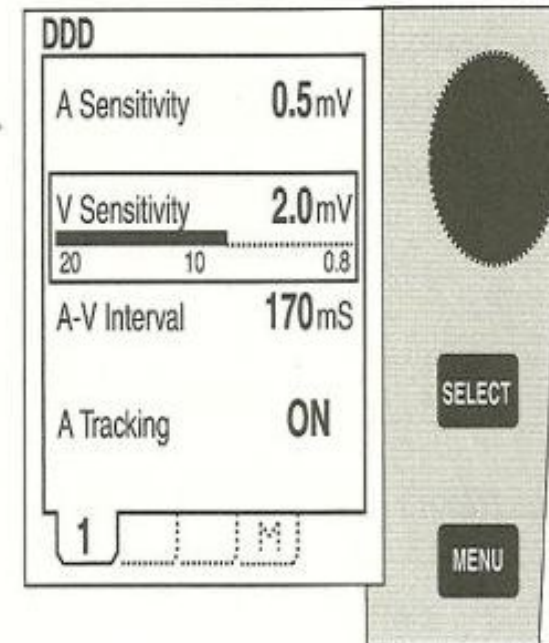 DDD
A Sensitivity 0.5mV
V Sensitivity 2.0mV
20 10 0.8
A-V Interval 170mS
A Tracking ON
SELECT
1 M
MENU